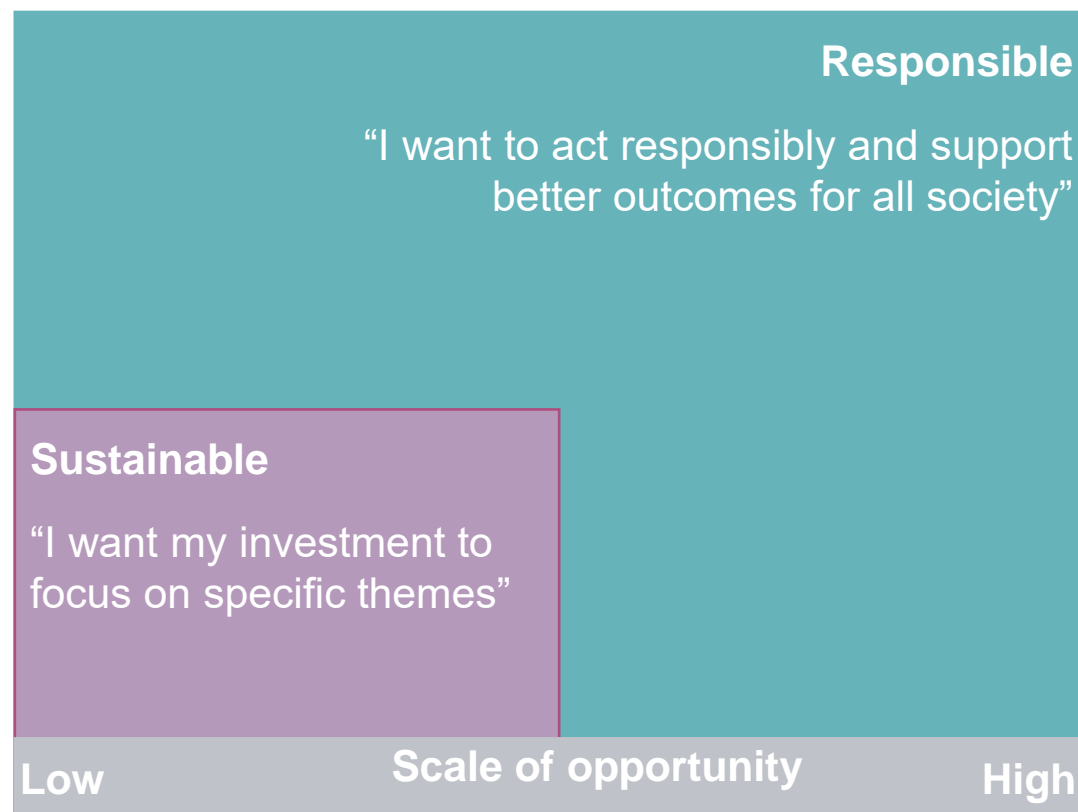 Responsible
“I want to act responsibly and support
better outcomes for all society”
Sustainable
“I want my investment to
focus on specific themes”
Low
Scale of opportunity
High